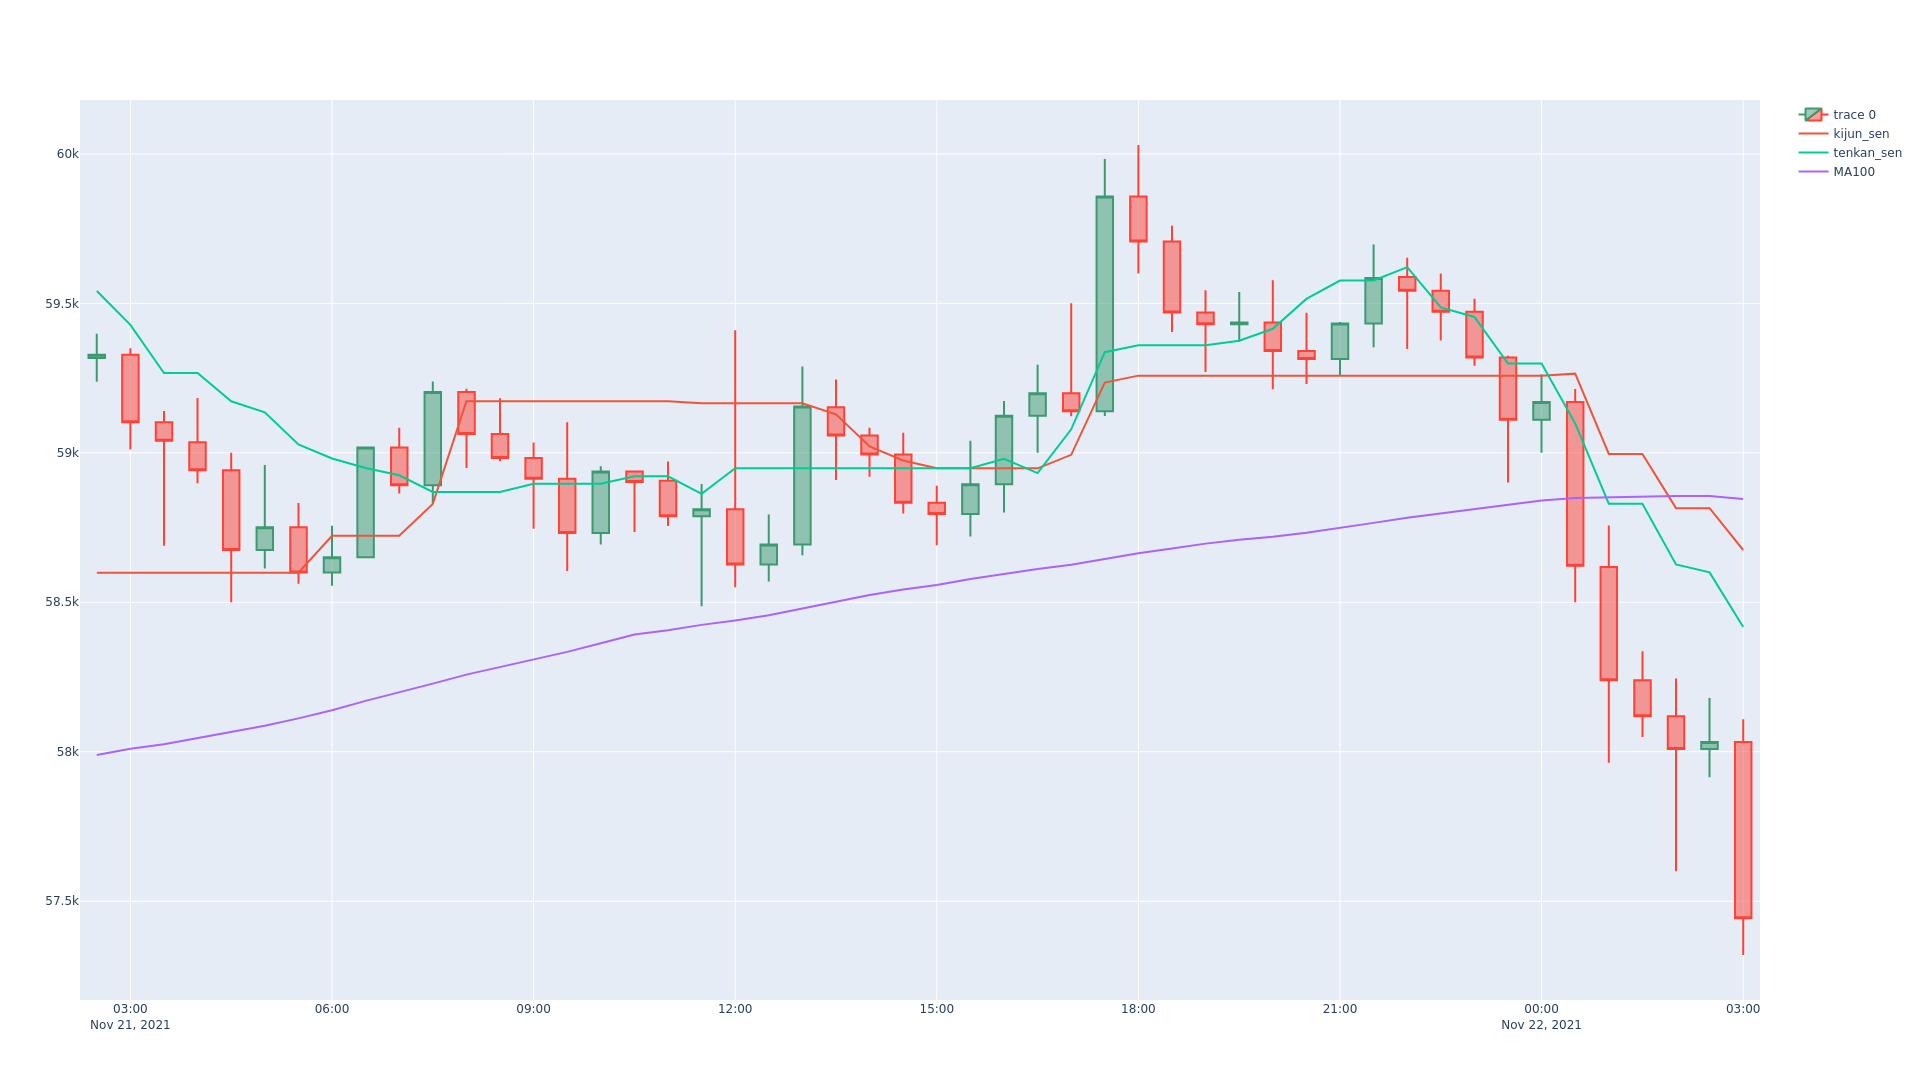 60k
59.5k
59k
58.5k
58k
57.5k
03:00
Nov 21, 2021
06:00
09:00
12:00
15:00
18:00
21:00
00:00
Nov 22, 2021
03:00
trace 0
kijun_sen
tenkan_sen
MA100